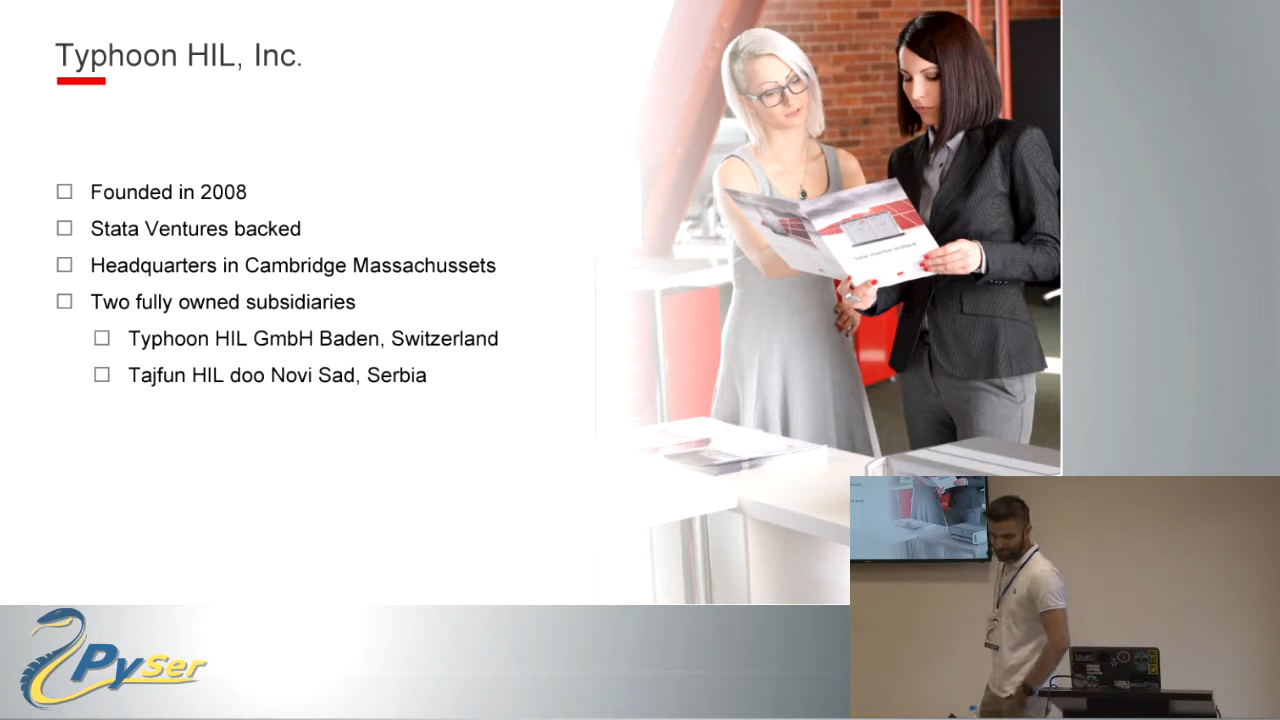 Typhoon HIL, Inc.
Founded in 2008
Stata Ventures backed
Headquarters in Cambridge Massachussets
Two fully owned subsidiaries
Typhoon HIL GmbH Baden, Switzerland
Tajfun HIL doo Novi Sad, Serbia
PySer